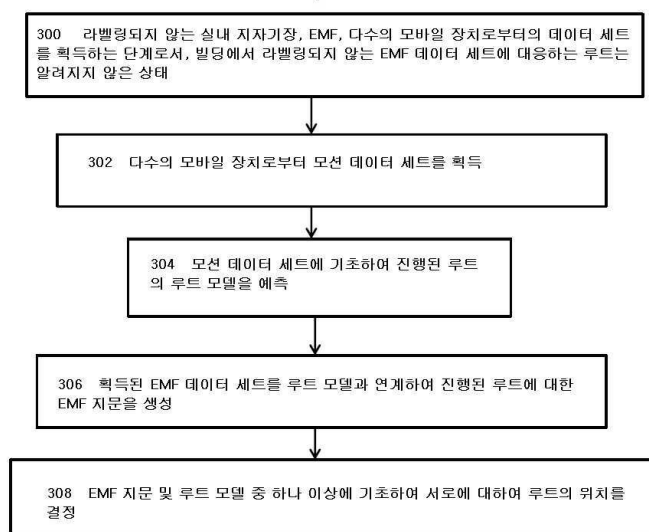 300 라벨링되지 않는 실내 지자기장, EMF, 다수의 모바일 장치로부터의 데이터 세트
를 획득하는 단계로서, 빌딩에서 라벨링되지 않는 EMF 데이터 세트에 대응하는 루트는
알려지지 않은 상태
302 다수의 모바일 장치로부터 모션 데이터 세트를 획득
304 모션 데이터 세트에 기초하여 진행된 루트
의 루트 모델을 예측
306 획득된 EMF 데이터 세트를 루트 모델과 연계하여 진행된 루트에 대한
EMF 지문을 생성
308 EMF 지문 및 루트 모델 중 하나 이상에 기초하여 서로에 대하여 루트의 위치를
결정